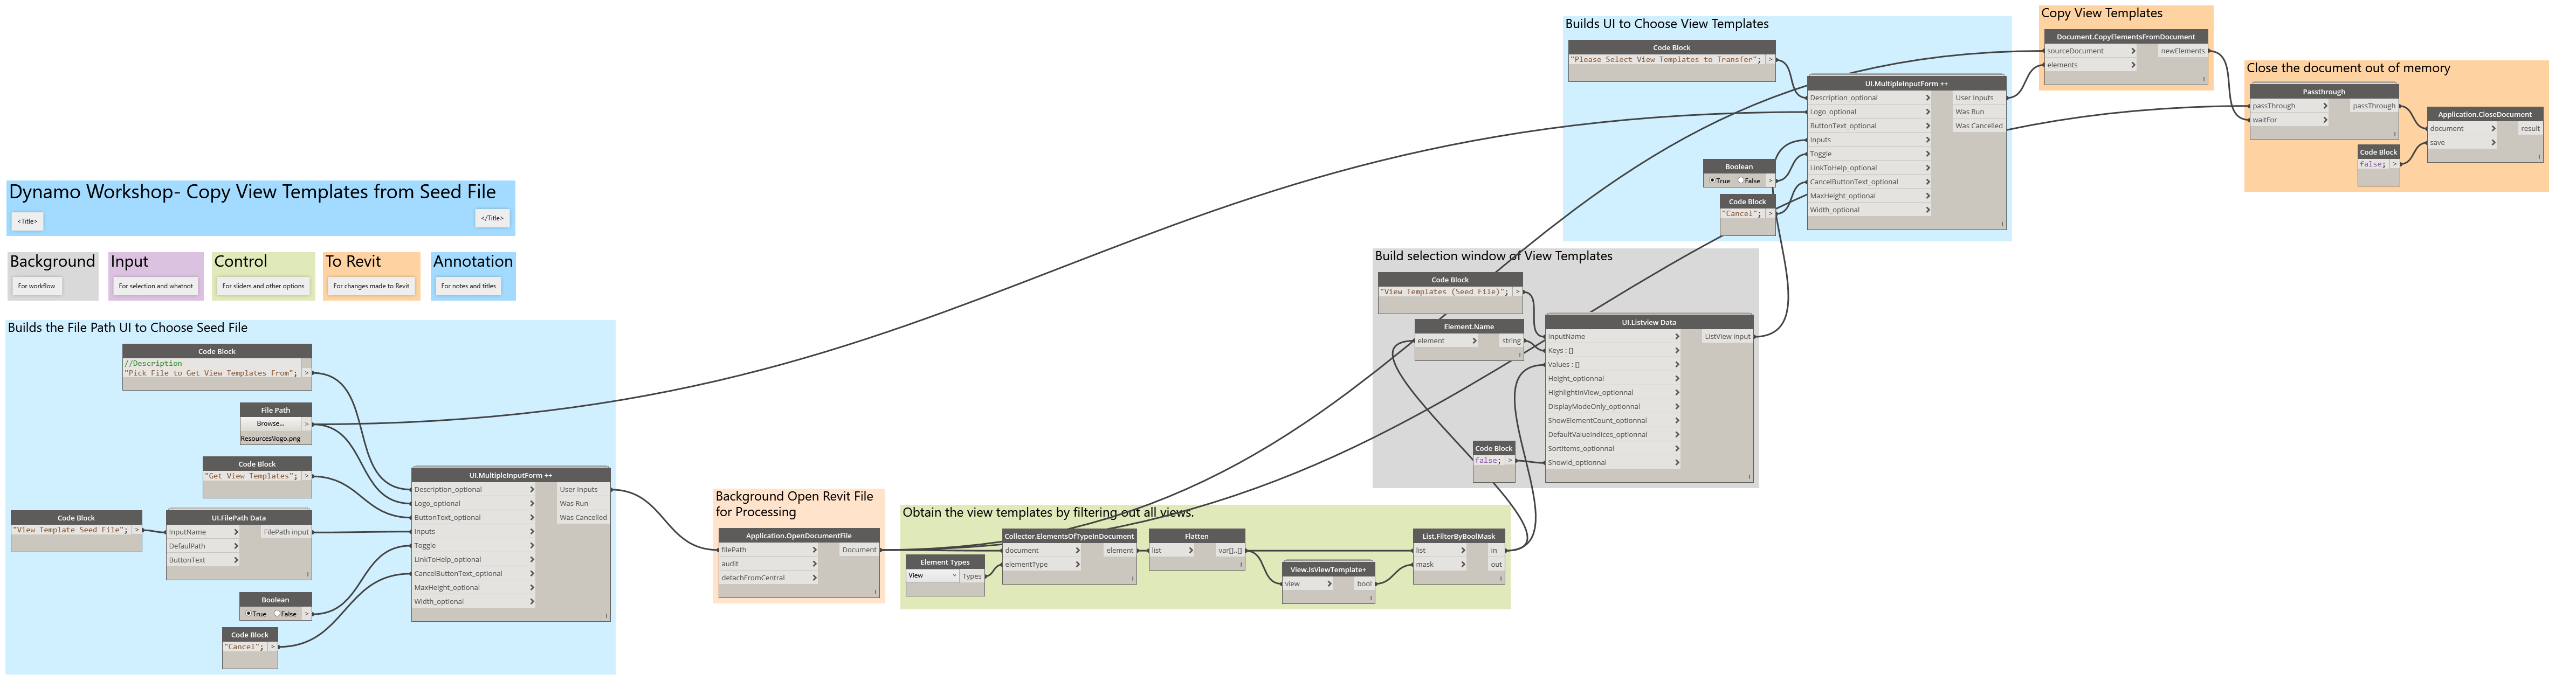 Dynamo Workshop- Copy View Templates from Seed File
<Title>
</Title>
Background
For workflow
Input
For selection and whatnot
Control
For sliders and other options
To Revit
For changes made to Revit
Annotation
For notes and titles
Builds the File Path UI to Choose Seed File
Code Block
//Description
"Pick File to Get View Templates From"; >
File Path
Browse... >
Resources\logo.png
Code Block
"Get View Templates"; >
Code Block
"View Template Seed File"; >
UI.FilePath Data
InputName > FilePath input
DefaulPath >
ButtonText >
Boolean
True False >
Code Block
"Cancel"; >
UI.MultipleInputForm ++
Description_optional > User Inputs
Logo_optional > Was Run
ButtonText_optional > Was Cancelled
Inputs >
Toggle >
LinkToHelp_optional >
CancelButtonText_optional >
MaxHeight_optional >
Width_optional >
Background Open Revit File
for Processing
Application.OpenDocumentFile
filePath > Document
audit >
detachFromCentral >
Obtain the view templates by filtering out all views.
Element Types
View Types
Collector.ElementsOfTypeInDocument
document > element
elementType >
Flatten
list > var[]..[]
View.IsViewTemplate+
view > bool
List.FilterByBoolMask
list > in
mask > out
Build selection window of View Templates
Code Block
"View Templates (Seed File)"; >
Element.Name
element > string
Code Block
false; >
UI.Listview Data
InputName > ListView input
Keys : [] >
Values : [] >
Height_optionnal >
HighlightInView_optionnal >
DisplayModeOnly_optionnal >
ShowElementCount_optionnal >
DefaultValueIndices_optionnal >
SortItems_optionnal >
ShowId_optionnal >
Builds UI to Choose View Templates
Code Block
"Please Select View Templates to Transfer"; >
Boolean
True False >
Code Block
"Cancel"; >
UI.MultipleInputForm ++
Description_optional > User Inputs
Logo_optional > Was Run
ButtonText_optional > Was Cancelled
Inputs >
Toggle >
LinkToHelp_optional >
CancelButtonText_optional >
MaxHeight_optional >
Width_optional >
Copy View Templates
Document.CopyElementsFromDocument
sourceDocument > newElements
elements >
Close the document out of memory
Passthrough
passThrough > passThrough
waitFor >
Code Block
false; >
Application.CloseDocument
document > result
save >